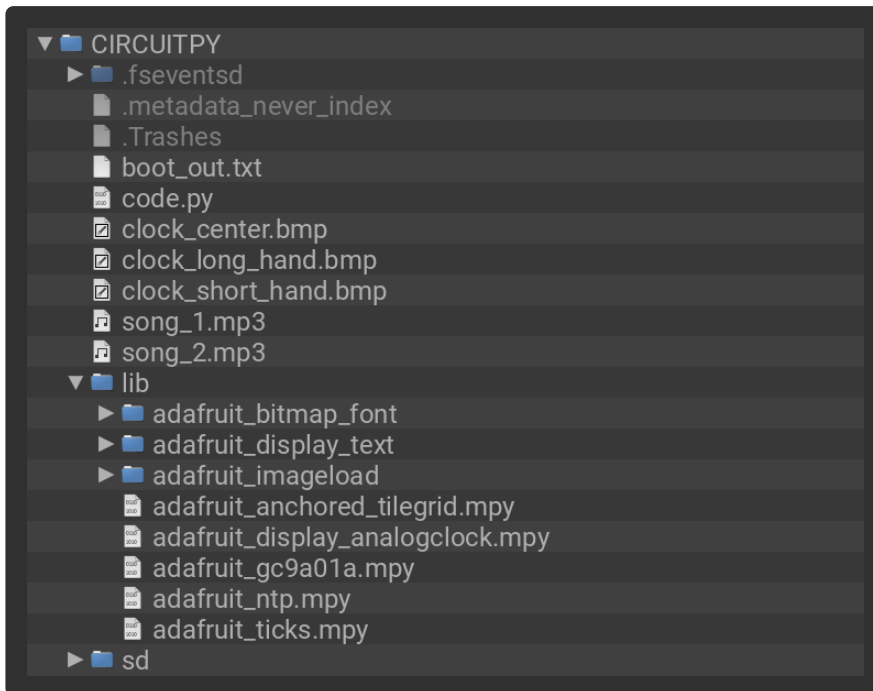 CIRCUITPY
.fseventsd
.metadata_never_index
.Trashes
boot_out.txt
code.py
clock_center.bmp
clock_long_hand.bmp
clock_short_hand.bmp
song_1.mp3
song_2.mp3
lib
adafruit_bitmap_font
adafruit_display_text
adafruit_imageload
adafruit_anchored_tilegrid.mpy
adafruit_display_analogclock.mpy
adafruit_gc9a01a.mpy
adafruit_ntp.mpy
adafruit_ticks.mpy
sd